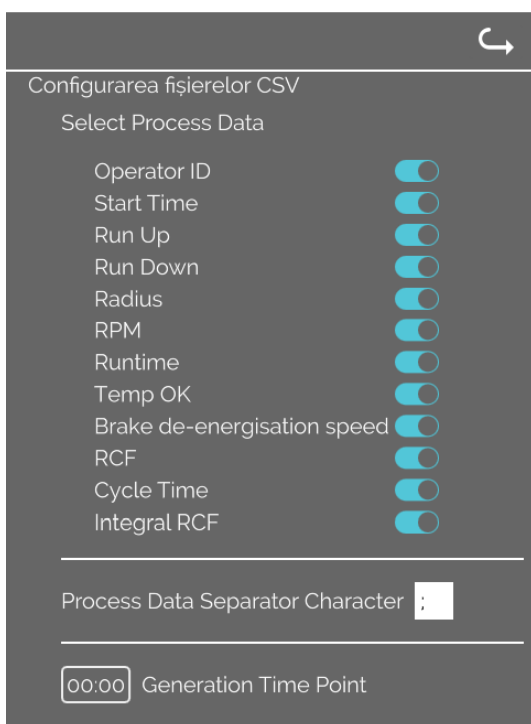 Configurarea fișierelor CSV
Select Process Data
Operator ID
Start Time
Run Up
Run Down
Radius
RPM
Runtime
Temp OK
Brake de-energisation speed
RCF
Cycle Time
Integral RCF
Process Data Separator Character ;
00:00 Generation Time Point